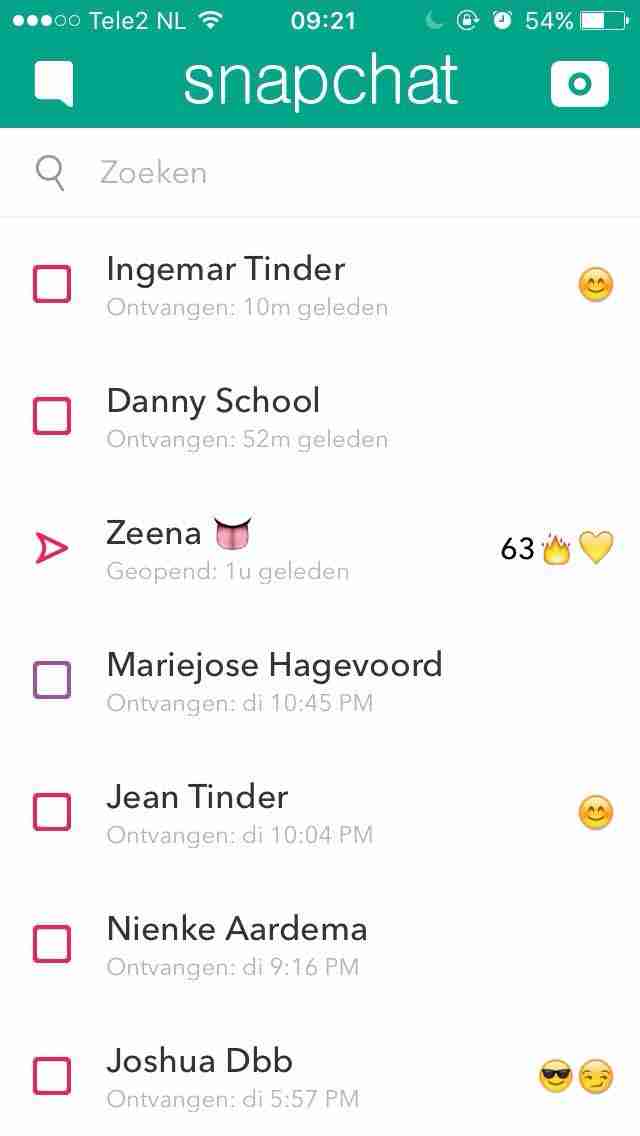 Tele2 NL 09:21 54%
snapchat
Zoeken
Ingemar Tinder
Ontvangen: 10m geleden
Danny School
Ontvangen: 52m geleden
Zeena 👅
63🔥💛
Geopend: 1u geleden
Mariejose Hagevoord
Ontvangen: di 10:45 PM
Jean Tinder
Ontvangen: di 10:04 PM
Nienke Aardema
Ontvangen: di 9:16 PM
Joshua Dbb
Ontvangen: di 5:57 PM